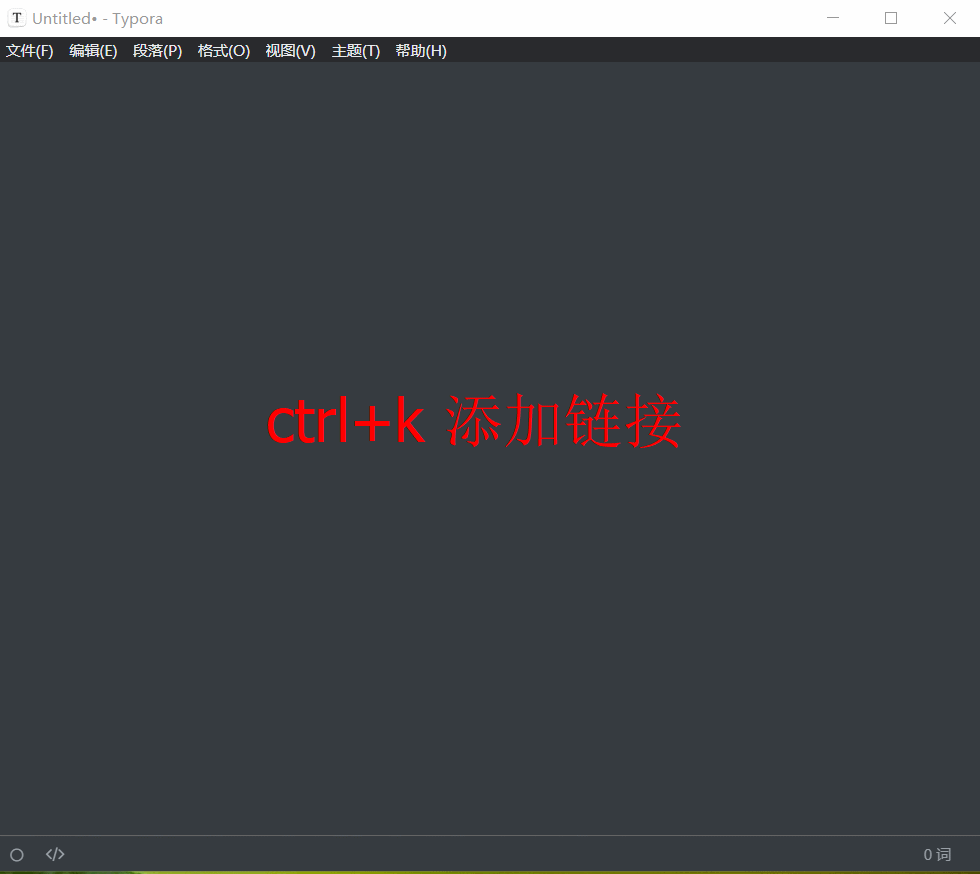 T Untitled• - Typora
文件(F) 编辑(E) 段落(P) 格式(O) 视图(V) 主题(T) 帮助(H)
ctrl+k 添加链接
</> 0 词